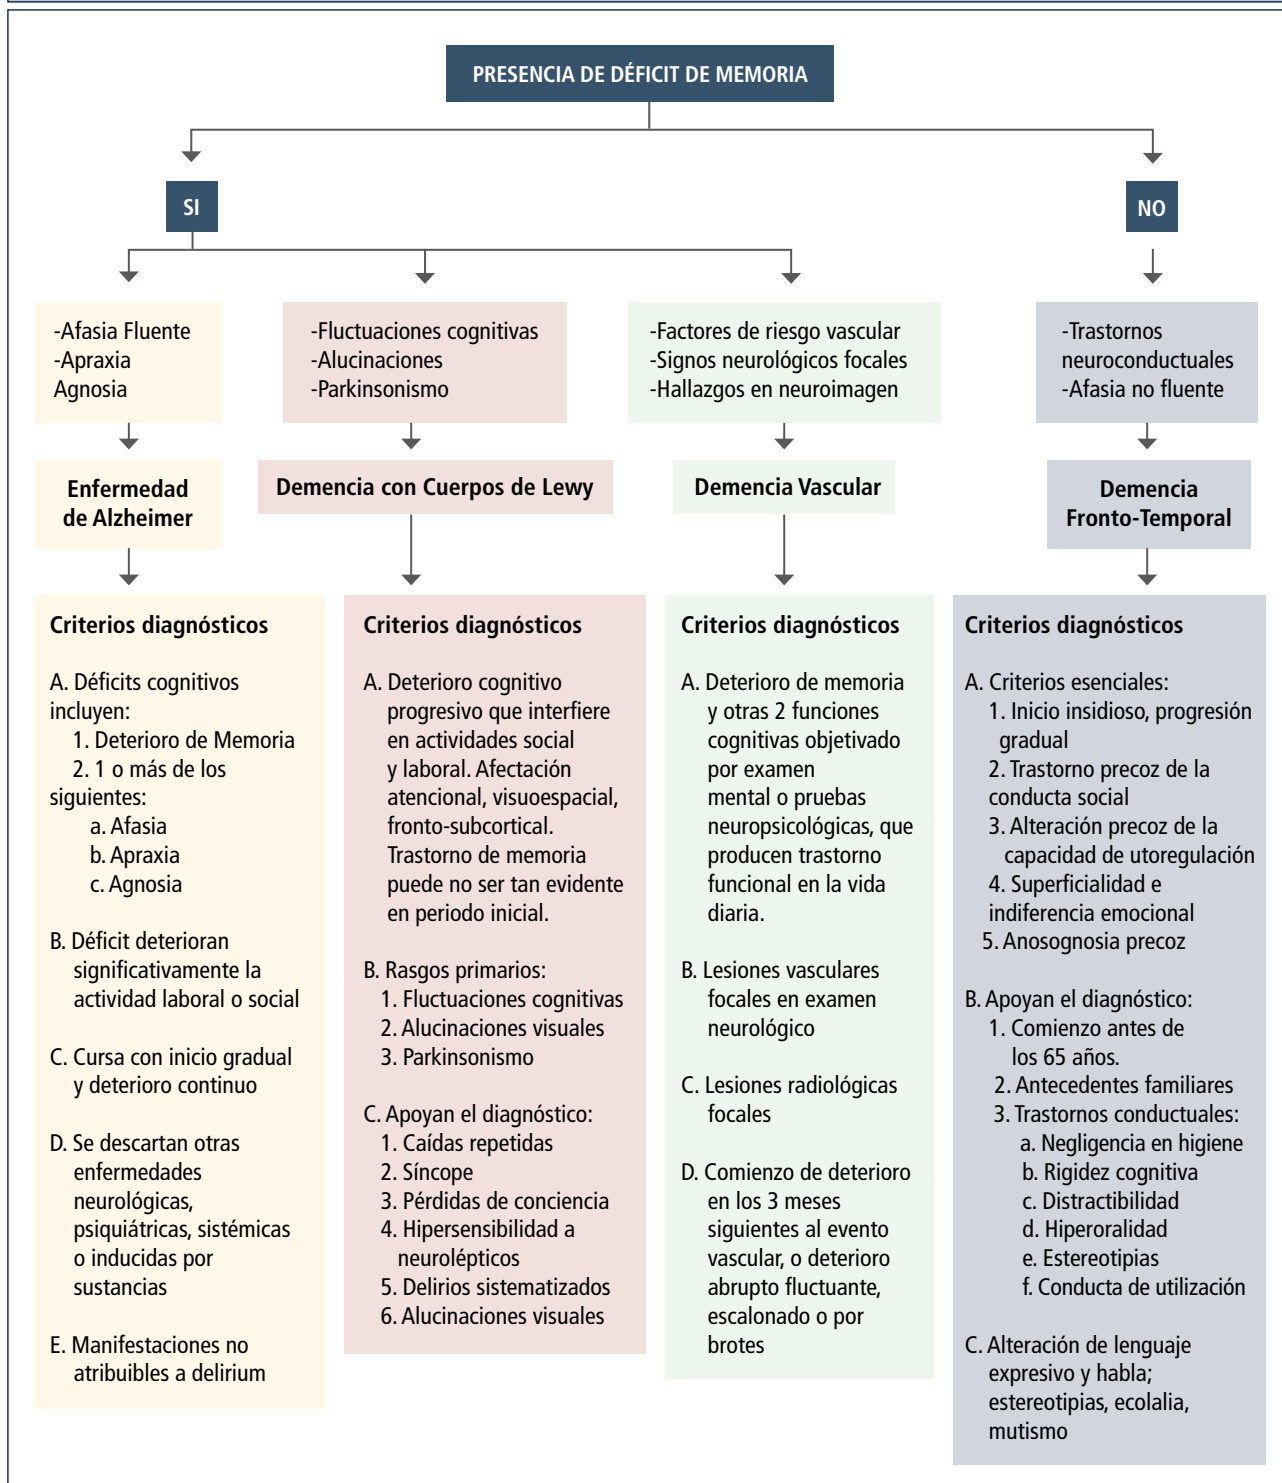 PRESENCIA DE DÉFICIT DE MEMORIA
SI
NO
-Afasia Fluente
-Apraxia
Agnosia
-Fluctuaciones cognitivas
-Alucinaciones
-Parkinsonismo
-Factores de riesgo vascular
-Signos neurológicos focales
-Hallazgos en neuroimagen
-Trastornos
neuroconductuales
-Afasia no fluente
Enfermedad
de Alzheimer
Demencia con Cuerpos de Lewy
Demencia Vascular
Demencia
Fronto-Temporal
Criterios diagnósticos
A. Déficits cognitivos
incluyen:
1. Deterioro de Memoria
2. 1 o más de los
siguientes:
a. Afasia
b. Apraxia
c. Agnosia
B. Déficit deterioran
significativamente la
actividad laboral o social
C. Cursa con inicio gradual
y deterioro continuo
D. Se descartan otras
enfermedades
neurológicas,
psiquiátricas, sistémicas
o inducidas por
sustancias
E. Manifestaciones no
atribuibles a delirium
Criterios diagnósticos
A. Deterioro cognitivo
progresivo que interfiere
en actividades social
y laboral. Afectación
atencional, visuoespacial,
fronto-subcortical.
Trastorno de memoria
puede no ser tan evidente
en periodo inicial.
B. Rasgos primarios:
1. Fluctuaciones cognitivas
2. Alucinaciones visuales
3. Parkinsonismo
C. Apoyan el diagnóstico:
1. Caídas repetidas
2. Síncope
3. Pérdidas de conciencia
4. Hipersensibilidad a
neurolépticos
5. Delirios sistematizados
6. Alucinaciones visuales
Criterios diagnósticos
A. Deterioro de memoria
y otras 2 funciones
cognitivas objetivado
por examen
mental o pruebas
neuropsicológicas, que
producen trastorno
funcional en la vida
diaria.
B. Lesiones vasculares
focales en examen
neurológico
C. Lesiones radiológicas
focales
D. Comienzo de deterioro
en los 3 meses
siguientes al evento
vascular, o deterioro
abrupto fluctuante,
escalonado o por
brotes
Criterios diagnósticos
A. Criterios esenciales:
1. Inicio insidioso, progresión
gradual
2. Trastorno precoz de la
conducta social
3. Alteración precoz de la
capacidad de utoregulación
4. Superficialidad e
indiferencia emocional
5. Anosognosia precoz
B. Apoyan el diagnóstico:
1. Comienzo antes de
los 65 años.
2. Antecedentes familiares
3. Trastornos conductuales:
a. Negligencia en higiene
b. Rigidez cognitiva
c. Distractibilidad
d. Hiperoralidad
e. Estereotipias
f. Conducta de utilización
C. Alteración de lenguaje
expresivo y habla;
estereotipias, ecolalia,
mutismo